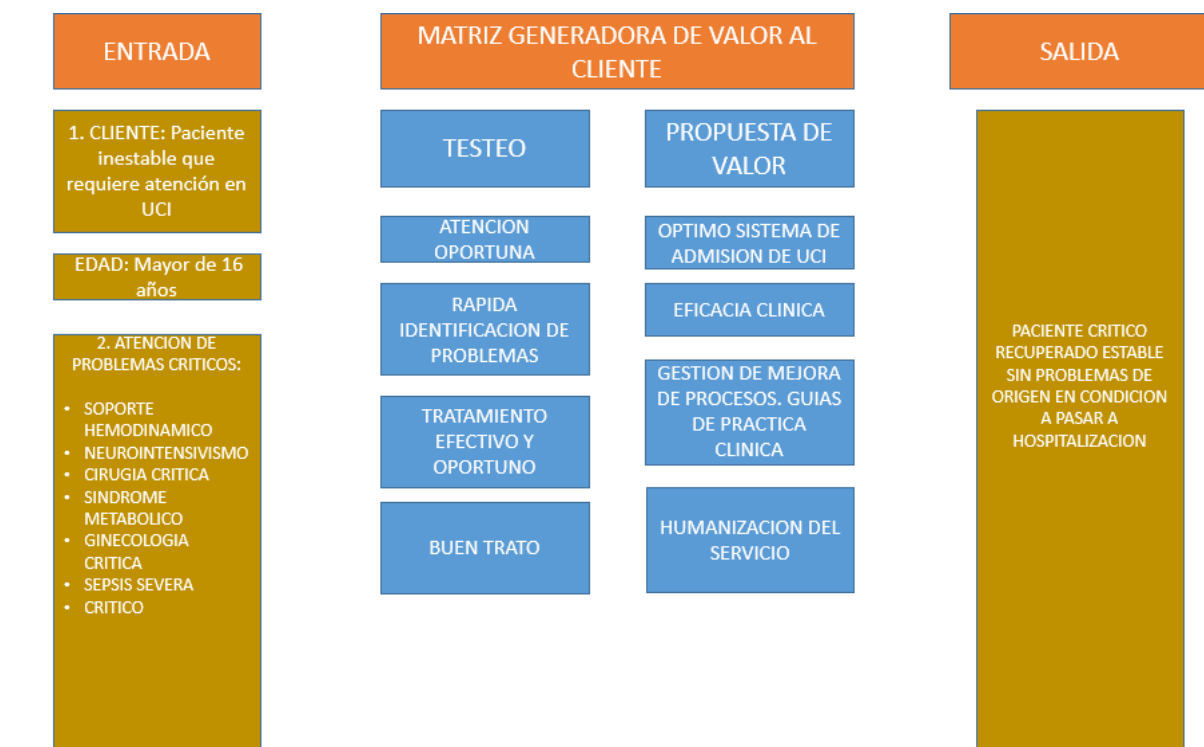 ENTRADA
MATRIZ GENERADORA DE VALOR AL
CLIENTE
SALIDA
1. CLIENTE: Paciente
inestable que
requiere atención en
UCI
EDAD: Mayor de 16
años
2. ATENCION DE
PROBLEMAS CRITICOS:
• SOPORTE
HEMODINAMICO
• NEUROINTENSIVISMO
• CIRUGIA CRITICA
• SINDROME
METABOLICO
• GINECOLOGIA
CRITICA
• SEPSIS SEVERA
• CRITICO
TESTEO
ATENCION
OPORTUNA
RAPIDA
IDENTIFICACION DE
PROBLEMAS
TRATAMIENTO
EFECTIVO Y
OPORTUNO
BUEN TRATO
PROPUESTA DE
VALOR
OPTIMO SISTEMA DE
ADMISION DE UCI
EFICACIA CLINICA
GESTION DE MEJORA
DE PROCESOS. GUIAS
DE PRACTICA
CLINICA
HUMANIZACION DEL
SERVICIO
PACIENTE CRITICO
RECUPERADO ESTABLE
SIN PROBLEMAS DE
ORIGEN EN CONDICION
A PASAR A
HOSPITALIZACION